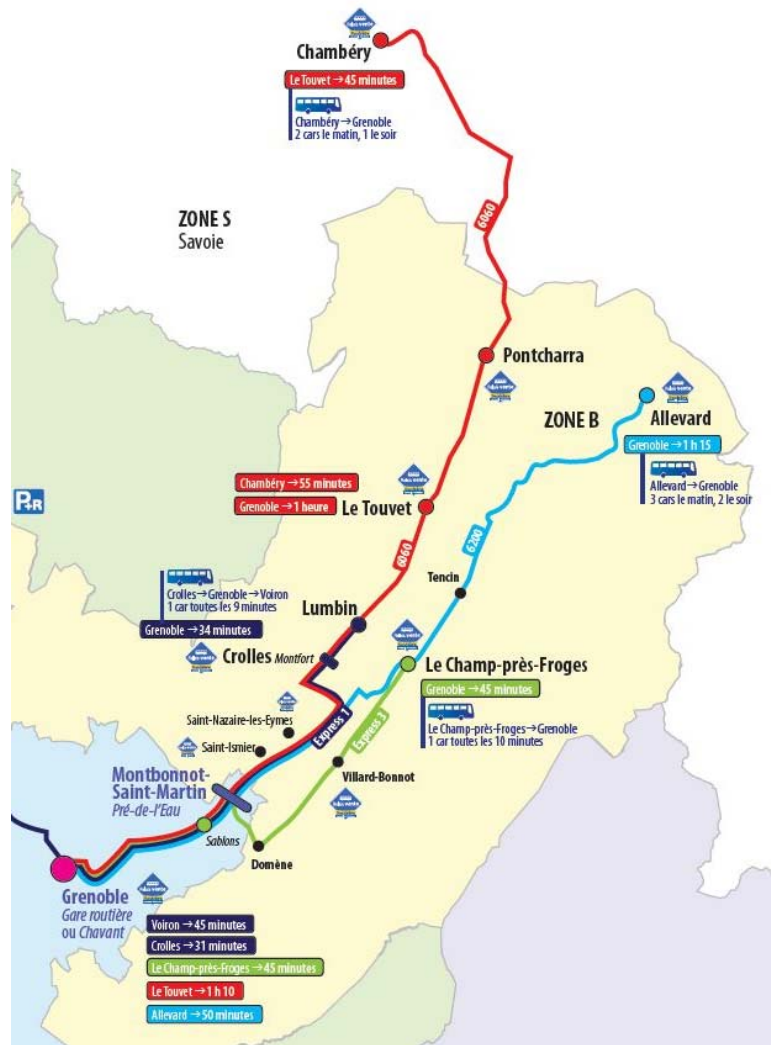 Chambéry
Le Touvet → 45 minutes
Chambéry→Grenoble
2 cars le matin, 1 le soir
ZONE S
Savoie
6060
Pontcharra
ZONE B
Allevard
Grenoble → 1 h 15
Allevard→Grenoble
3 cars le matin, 2 le soir
Chambéry → 55 minutes
Grenoble → 1 heure
Le Touvet
P+R
6060
6200
Tencin
Crolles→Grenoble→Voiron
1 car toutes les 9 minutes
Grenoble → 34 minutes
Lumbin
Crolles Montfort
Le Champ-près-Froges
Grenoble → 45 minutes
Le Champ-près-Froges→Grenoble
1 car toutes les 10 minutes
Saint-Nazaire-les-Eymes
Saint-Ismier
Express 1
Express 3
Villard-Bonnot
Montbonnot-
Saint-Martin
Pré-de-l'Eau
Sablons
Domène
Grenoble
Gare routière
ou Chavant
Voiron → 45 minutes
Crolles → 31 minutes
Le Champ-près-Froges → 45 minutes
Le Touvet → 1 h 10
Allevard → 50 minutes